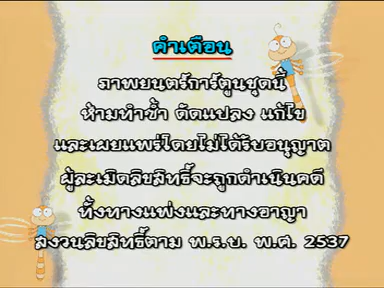 คำเตือน
ภาพยนตร์การ์ตูนชุดนี้
ห้ามทำซ้ำ ดัดแปลง แก้ไข
และเผยแพร่โดยไม่ได้รับอนุญาต
ผู้ละเมิดลิขสิทธิ์จะถูกดำเนินคดี
ทั้งทางแพ่งและทางอาญา
สงวนลิขสิทธิ์ตาม พ.ร.บ. พ.ศ. 2537